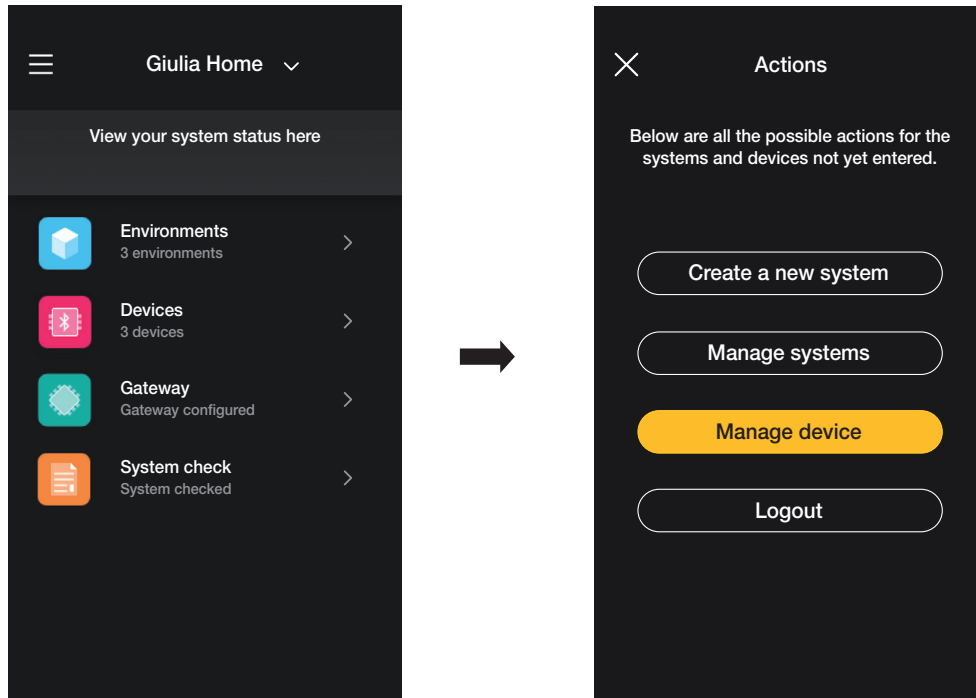 Giulia Home
View your system status here
Environments
3 environments
Devices
3 devices
Gateway
Gateway configured
System check
System checked
Actions
Below are all the possible actions for the
systems and devices not yet entered.
Create a new system
Manage systems
Manage device
Logout